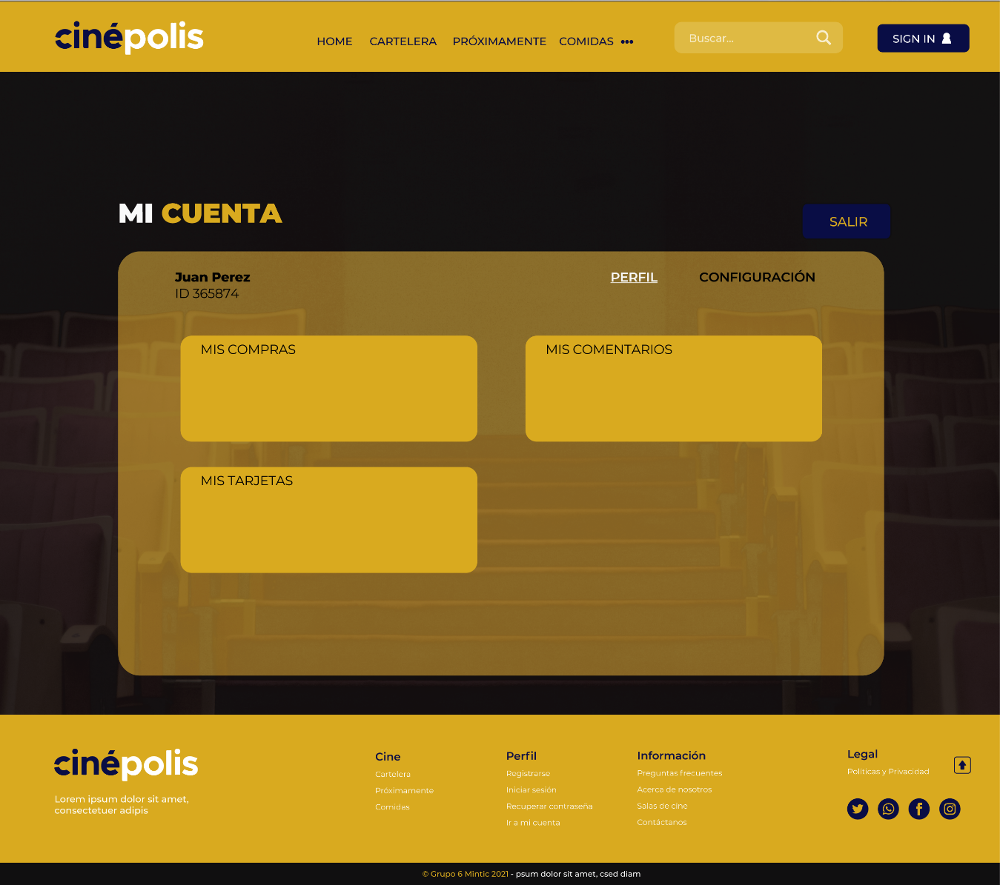 cinépolis
HOME CARTELERA PRÓXIMAMENTE COMIDAS •••
Buscar...
SIGN IN
MI CUENTA
SALIR
Juan Perez
ID 365874
PERFIL CONFIGURACIÓN
MIS COMPRAS
MIS COMENTARIOS
MIS TARJETAS
cinépolis
Lorem ipsum dolor sit amet,
consectetuer adipis
Cine
Cartelera
Próximamente
Comidas
Perfil
Registrarse
Iniciar sesión
Recuperar contraseña
Ir a mi cuenta
Información
Preguntas frecuentes
Acerca de nosotros
Salas de cine
Contáctanos
Legal
Políticas y Privacidad
© Grupo 6 Mintic 2021 - psum dolor sit amet, csed diam